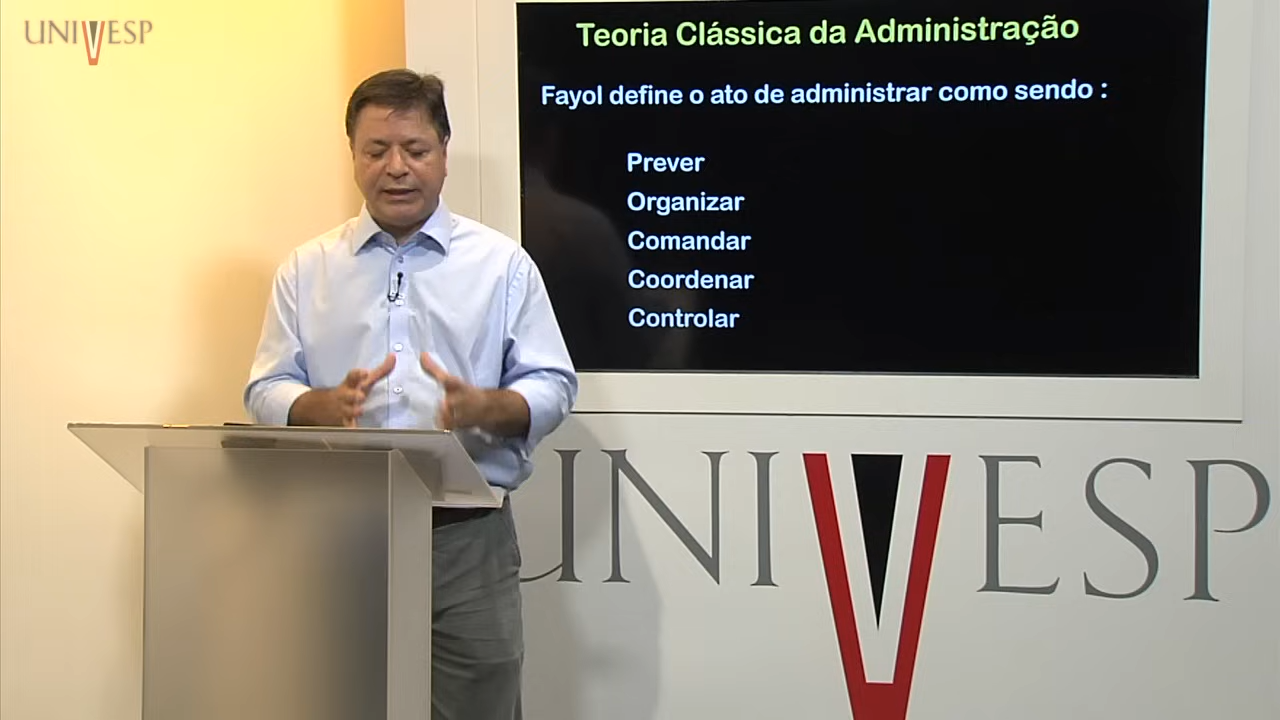 UNIVESP
Teoria Clássica da Administração
Fayol define o ato de administrar como sendo :
Prever
Organizar
Comandar
Coordenar
Controlar
UNIVESP